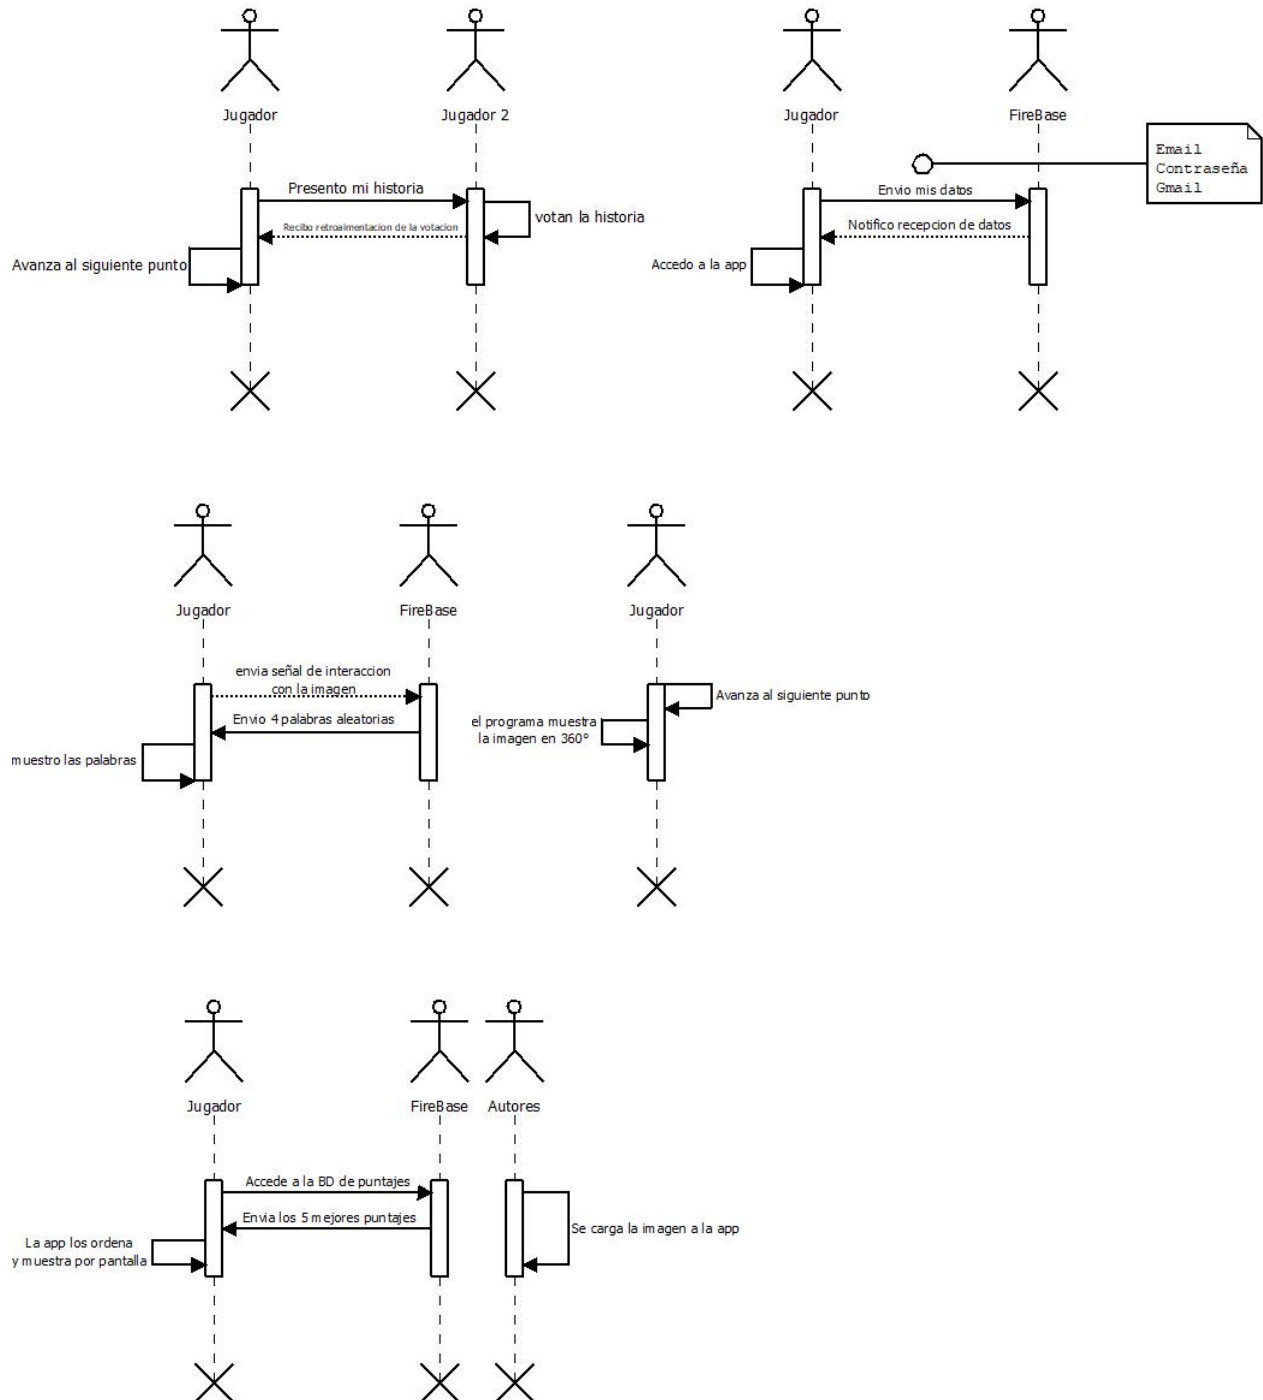 Jugador
Jugador 2
Presento mi historia
votan la historia
Recibo retroaimentacion de la votacion
Avanza al siguiente punto
Jugador
FireBase
Email
Contraseña
Gmail
Envio mis datos
Notifico recepcion de datos
Accedo a la app
Jugador
FireBase
envia señal de interaccion
con la imagen
Envio 4 palabras aleatorias
muestro las palabras
Jugador
Avanza al siguiente punto
el programa muestra
la imagen en 360°
Jugador
FireBase
Accede a la BD de puntajes
Envia los 5 mejores puntajes
La app los ordena
y muestra por pantalla
Autores
Se carga la imagen a la app